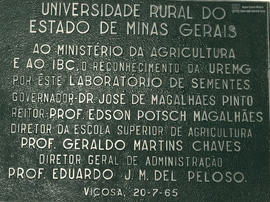 UNIVERSIDADE RURAL DO
ESTADO DE MINAS GERAIS
AO MINISTÉRIO DA AGRICULTURA
E AO IBC, O RECONHECIMENTO DA UREMG
POR ÊSTE LABORATÓRIO DE SEMENTES
GOVERNADOR-DR JOSÉ DE MAGALHÃES PINTO
REITOR-PROF. EDSON POTSCH MAGALHÃES
DIRETOR DA ESCOLA SUPERIOR DE AGRICULTURA
PROF. GERALDO MARTINS CHAVES
DIRETOR GERAL DE ADMINISTRAÇÃO
PROF. EDUARDO J. M. DEL PELOSO.
VIÇOSA, 20-7-65